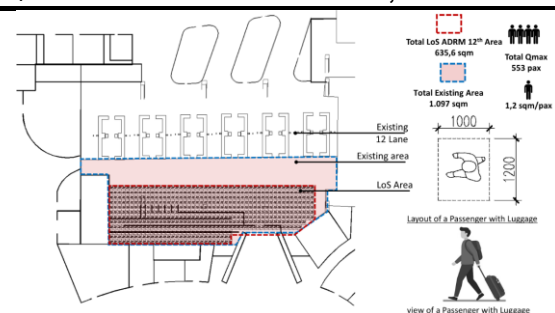 Total LoS ADRM 12th Area
635,6 sqm
Total Qmax
553 pax
Total Existing Area
1.097 sqm
1,2 sqm/pax
Existing
12 Lane
Existing area
LoS Area
1000
1200
Layout of a Passenger with Luggage
view of a Passenger with Luggage